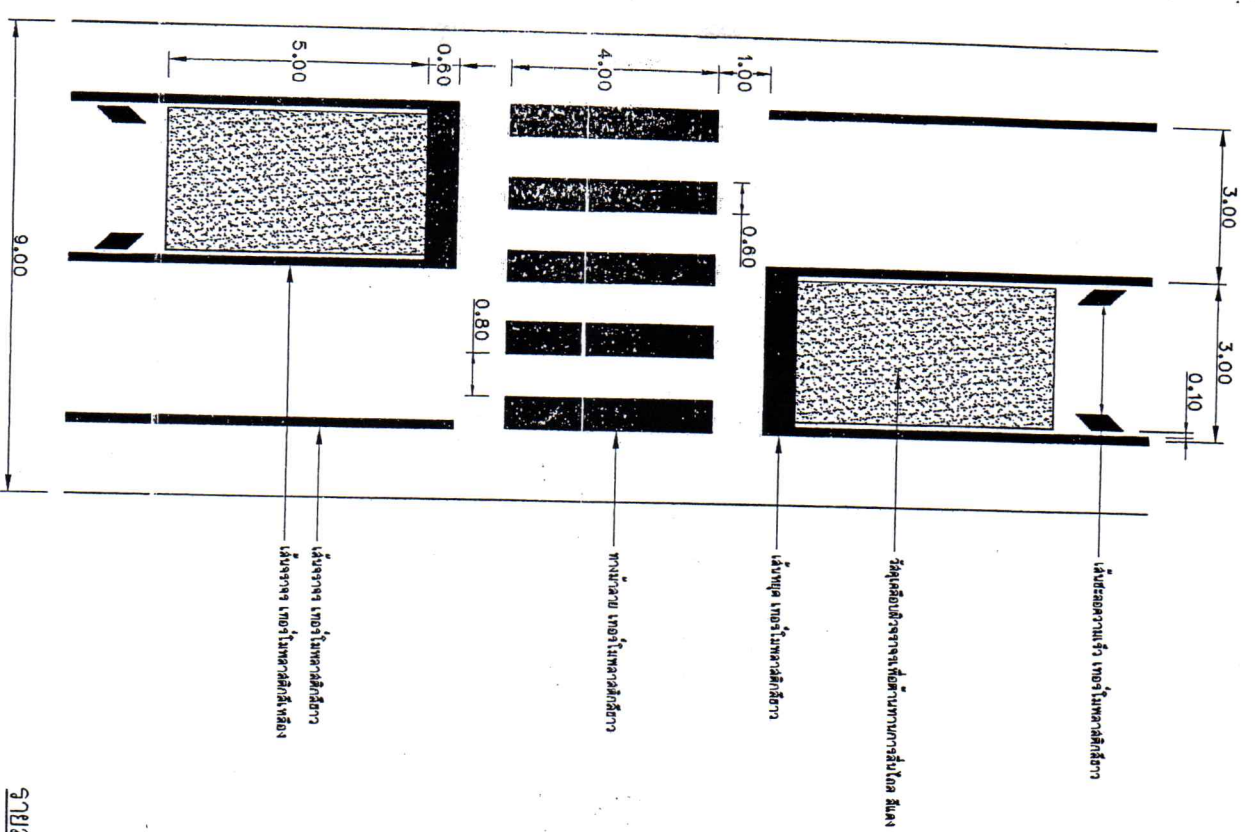 3.00
3.00
0.10
1.00
4.00
0.60
5.00
0.60
0.80
9.00
เส้นชะลอความเร็ว เทอร์โมพลาสติกสีขาว
วัสดุเคลือบผิวจราจรเพื่อต้านทานการลื่นไถล สีแดง
เส้นหยุด เทอร์โมพลาสติกสีขาว
ทางม้าลาย เทอร์โมพลาสติกสีขาว
เส้นจราจร เทอร์โมพลาสติกสีขาว
เส้นจราจร เทอร์โมพลาสติกสีเหลือง